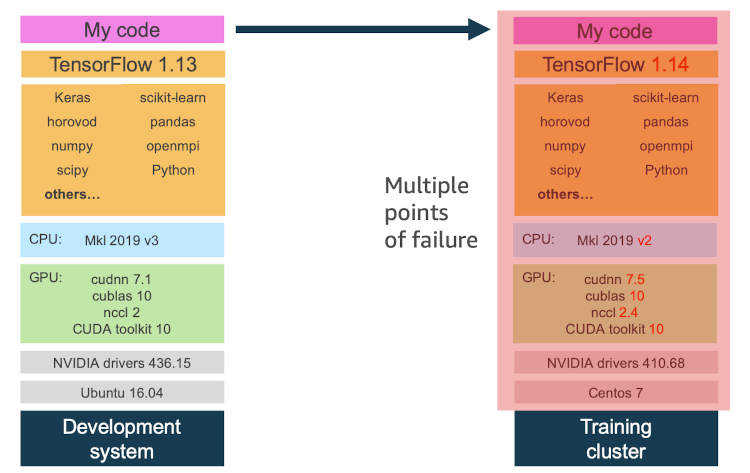 My code
TensorFlow 1.13
Keras scikit-learn
horovod pandas
numpy openmpi
scipy Python
others…
CPU: Mkl 2019 v3
GPU: cudnn 7.1
cublas 10
nccl 2
CUDA toolkit 10
NVIDIA drivers 436.15
Ubuntu 16.04
Development
system
Multiple
points
of failure
My code
TensorFlow 1.14
Keras scikit-learn
horovod pandas
numpy openmpi
scipy Python
others…
CPU: Mkl 2019 v2
GPU: cudnn 7.5
cublas 10
nccl 2.4
CUDA toolkit 10
NVIDIA drivers 410.68
Centos 7
Training
cluster